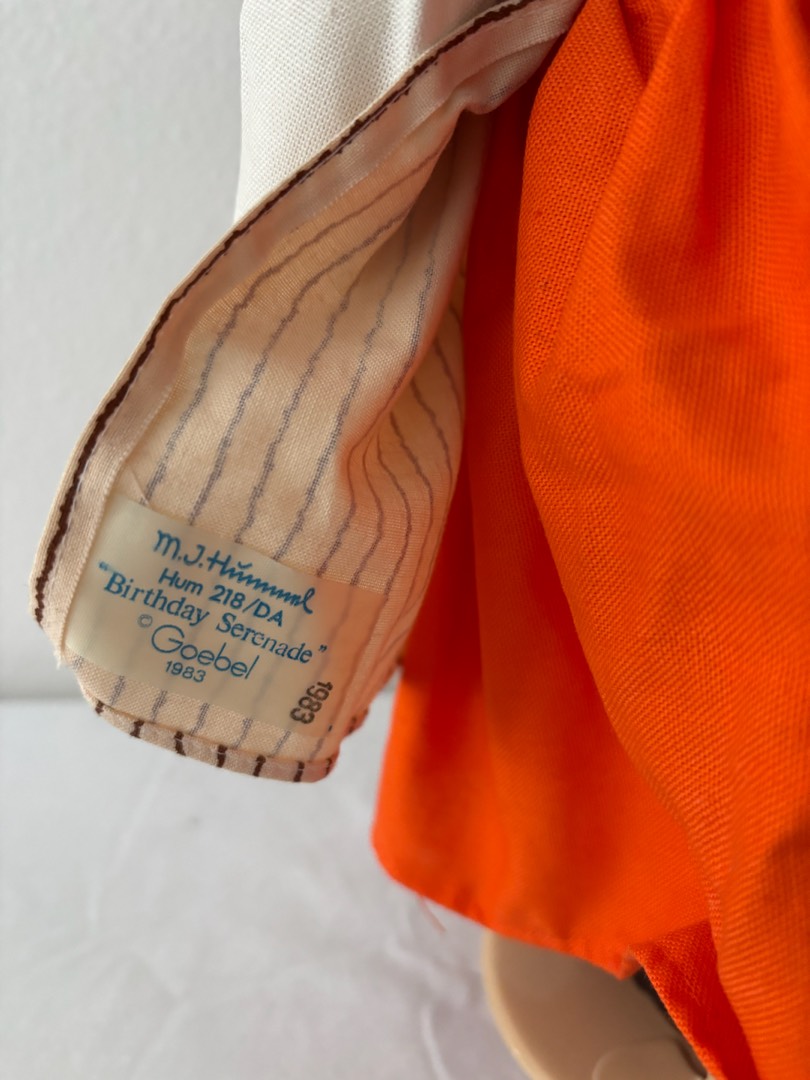 M.J.Hummel
Hum 218/DA
"Birthday Serenade"
© Goebel
1983
1983